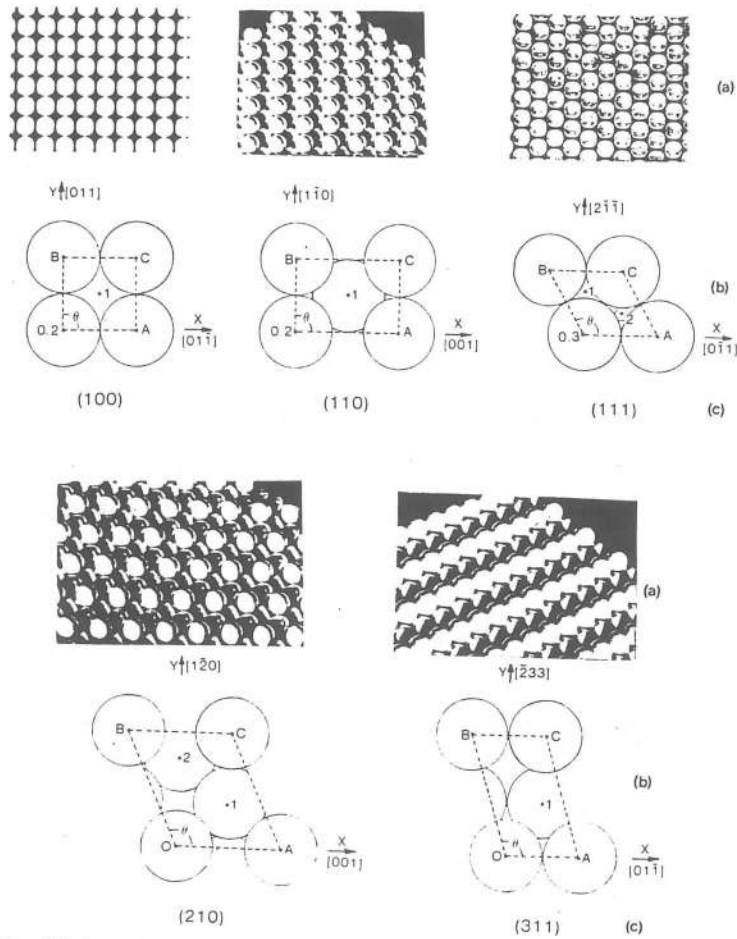 (a)
Y [011]
Y [11̄0]
Y [21̄1̄]
B C
B C
B C
1
1
1
2
(b)
0.2 θ A X
0.2 θ A X
0.3 θ A X
[011̄]
[001]
[01̄1]
(100)
(110)
(111)
(c)
(a)
Y [12̄0]
Y [2̄33]
B C
B C
2
1
1
(b)
O θ A X
O θ A X
[001]
[011̄]
(210)
(311)
(c)